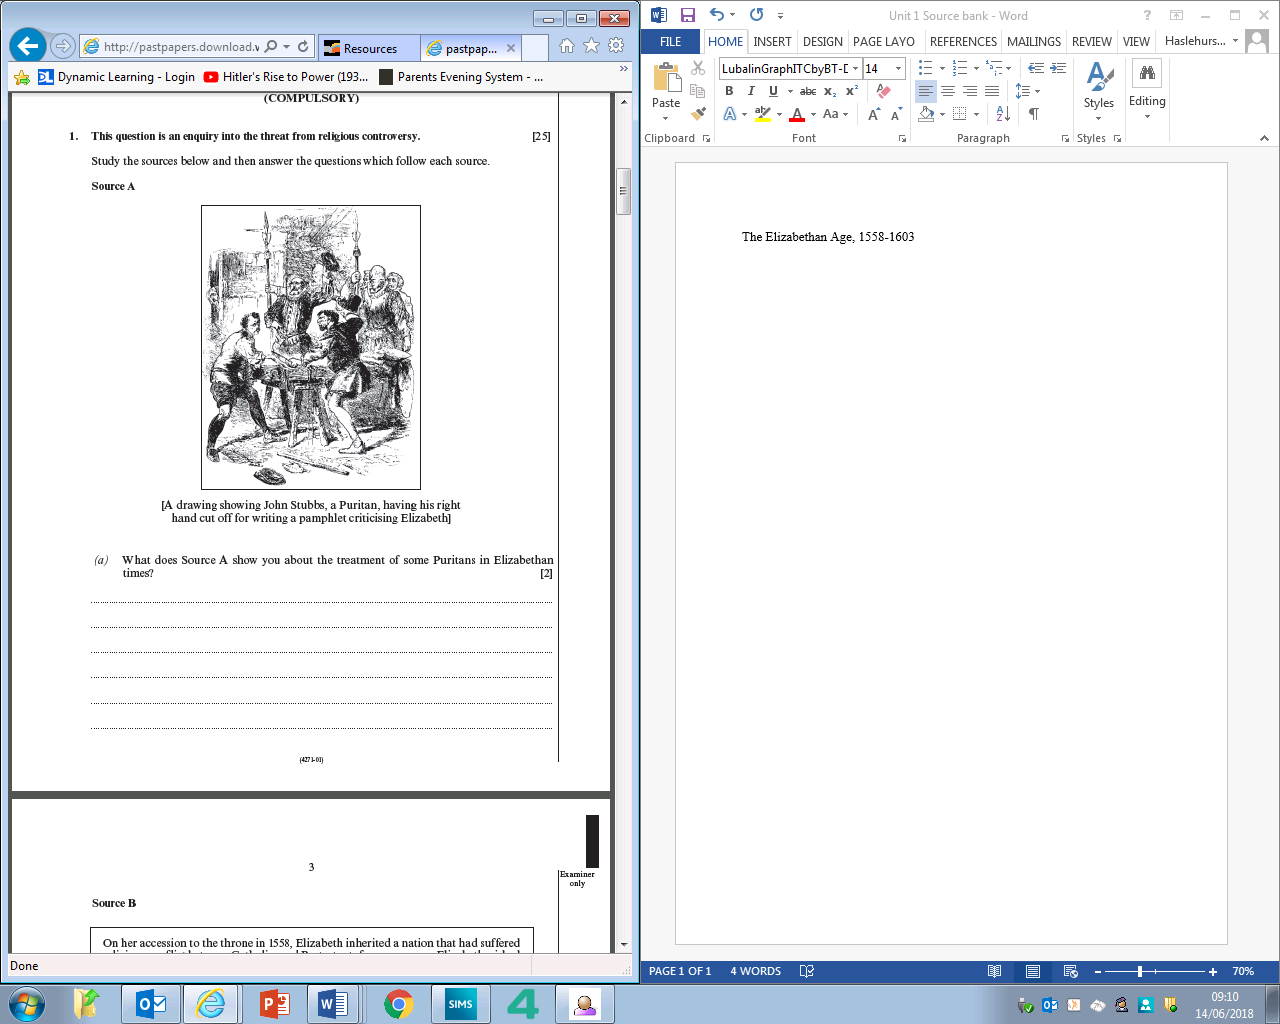 http://pastpapers.download.v
Resources
pastpap...
Dynamic Learning - Login
Hitler's Rise to Power (193...
Parents Evening System - ...
(COMPULSORY)
1. This question is an enquiry into the threat from religious controversy. [25]
Study the sources below and then answer the questions which follow each source.
Source A
[A drawing showing John Stubbs, a Puritan, having his right
hand cut off for writing a pamphlet criticising Elizabeth]
(a) What does Source A show you about the treatment of some Puritans in Elizabethan
times? [2]
(4271-01)
3
Examiner
only
Source B
On her accession to the throne in 1558, Elizabeth inherited a nation that had suffered
Done
Unit 1 Source bank - Word
FILE HOME INSERT DESIGN PAGE LAYO REFERENCES MAILINGS REVIEW VIEW Haslehurs...
Paste
LubalinGraphITCbyBT-D 14
Styles
Editing
Clipboard Font Paragraph Styles
The Elizabethan Age, 1558-1603
PAGE 1 OF 1 4 WORDS 70%
SIMS
09:10
14/06/2018